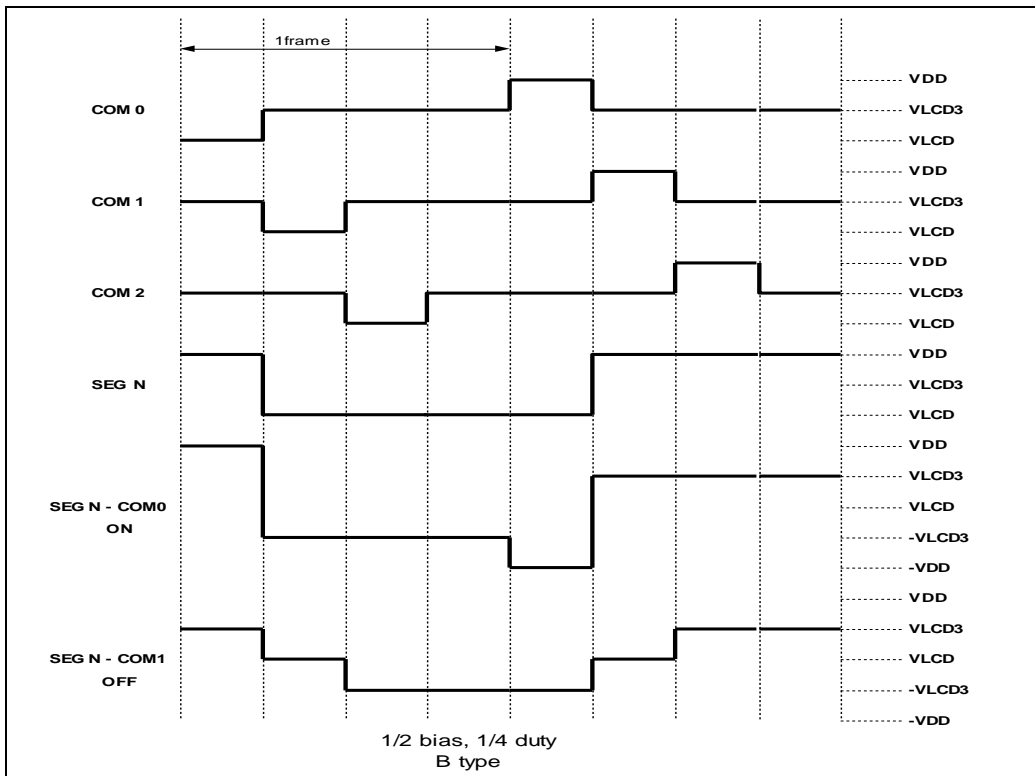 1frame
VDD
COM 0
VLCD3
VLCD
VDD
COM 1
VLCD3
VLCD
VDD
COM 2
VLCD3
VLCD
VDD
SEG N
VLCD3
VLCD
VDD
VLCD3
SEG N - COM0
ON
VLCD
-VLCD3
-VDD
VDD
VLCD3
SEG N - COM1
OFF
VLCD
-VLCD3
-VDD
1/2 bias, 1/4 duty
B type